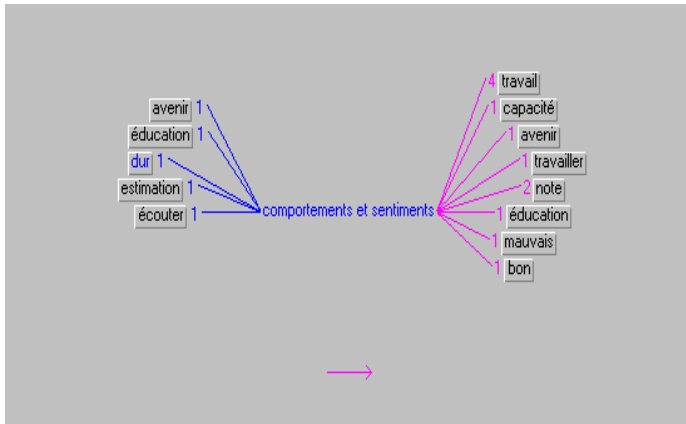 4 travail
avenir 1
1 capacité
éducation 1
1 avenir
dur 1
1 travailler
estimation 1
2 note
écouter 1
comportements et sentiments
1 éducation
1 mauvais
1 bon